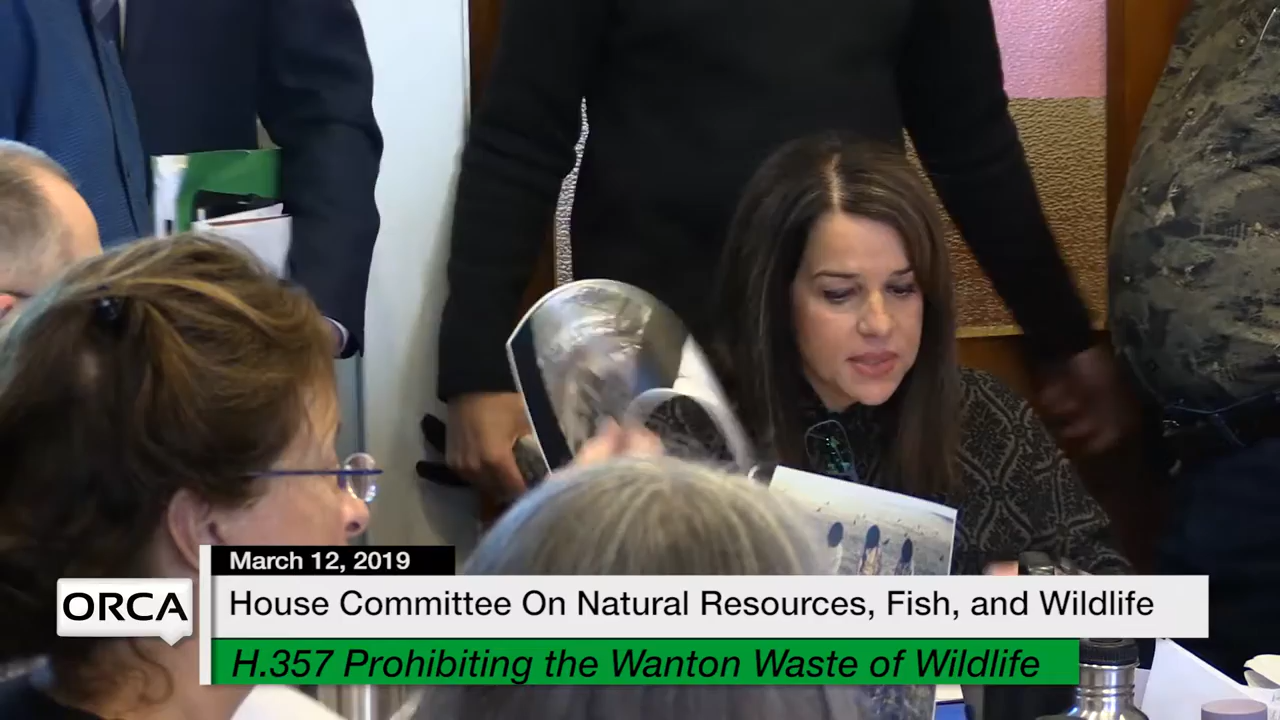 March 12, 2019
ORCA
House Committee On Natural Resources, Fish, and Wildlife
H.357 Prohibiting the Wanton Waste of Wildlife